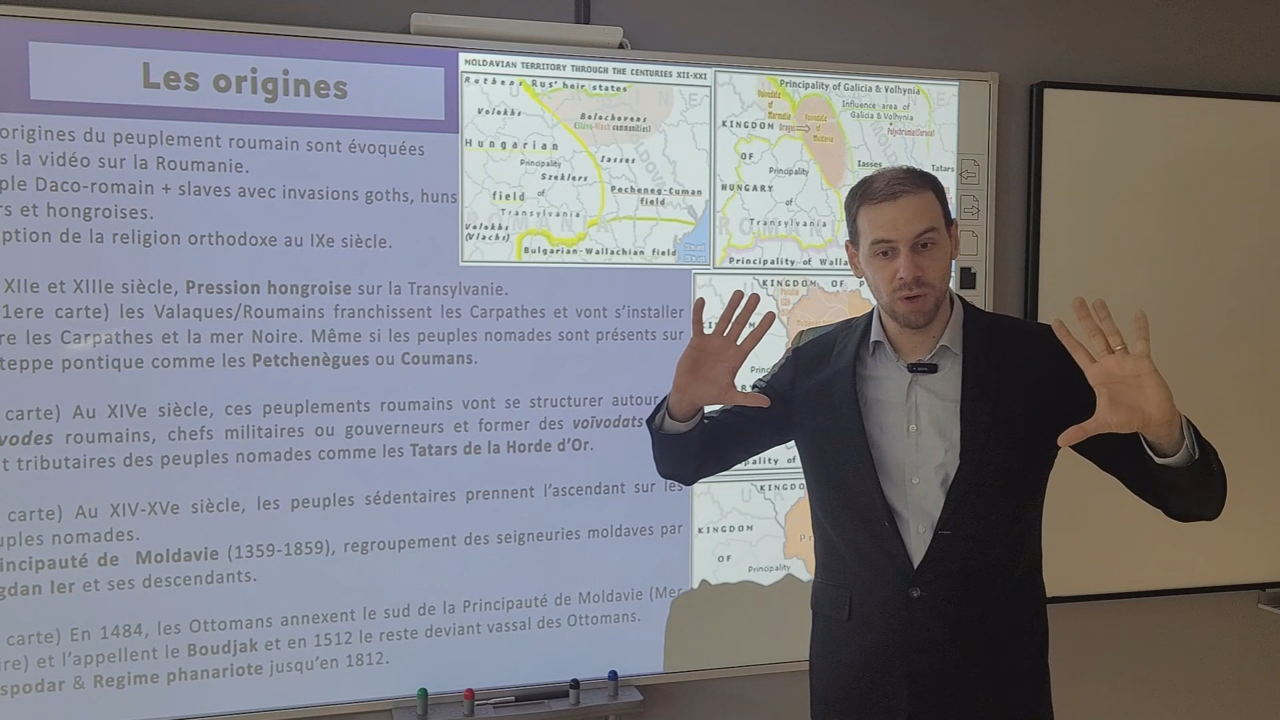 Les origines
origines du peuplement roumain sont évoquées
s la vidéo sur la Roumanie.
ple Daco-romain + slaves avec invasions goths, huns
rs et hongroises.
ption de la religion orthodoxe au IXe siècle.
XIIe et XIIIe siècle, Pression hongroise sur la Transylvanie.
1ere carte) les Valaques/Roumains franchissent les Carpathes et vont s'installer
re les Carpathes et la mer Noire. Même si les peuples nomades sont présents sur
teppe pontique comme les Petchenègues ou Coumans.
carte) Au XIVe siècle, ces peuplements roumains vont se structurer autour
vodes roumains, chefs militaires ou gouverneurs et former des voïvodats
t tributaires des peuples nomades comme les Tatars de la Horde d'Or.
carte) Au XIV-XVe siècle, les peuples sédentaires prennent l'ascendant sur les
uples nomades.
incipauté de Moldavie (1359-1859), regroupement des seigneuries moldaves par
gdan Ier et ses descendants.
carte) En 1484, les Ottomans annexent le sud de la Principauté de Moldavie (Mer
ire) et l'appellent le Boudjak et en 1512 le reste deviant vassal des Ottomans.
spodar & Regime phanariote jusqu'en 1812.
MOLDAVIAN TERRITORY THROUGH THE CENTURIES XII-XXI
Ruthens Rus' heir states
Volokhs
Bolochovens
Hungarian
Principality
Iasses
Szeklers
field of
Pecheneg-Cuman
field
Transylvania
Volokhs
(Vlachs)
Bulgarian-Wallachian field
Principality of Galicia & Volhynia
Influence area of
Galicia & Volhynia
KINGDOM
OF
Iasses
Tatars
Principality
HUNGARY
of
Transylvania
Principality of Walla
KINGDOM OF P
ality of
KINGDO
KINGDOM
OF
Principality